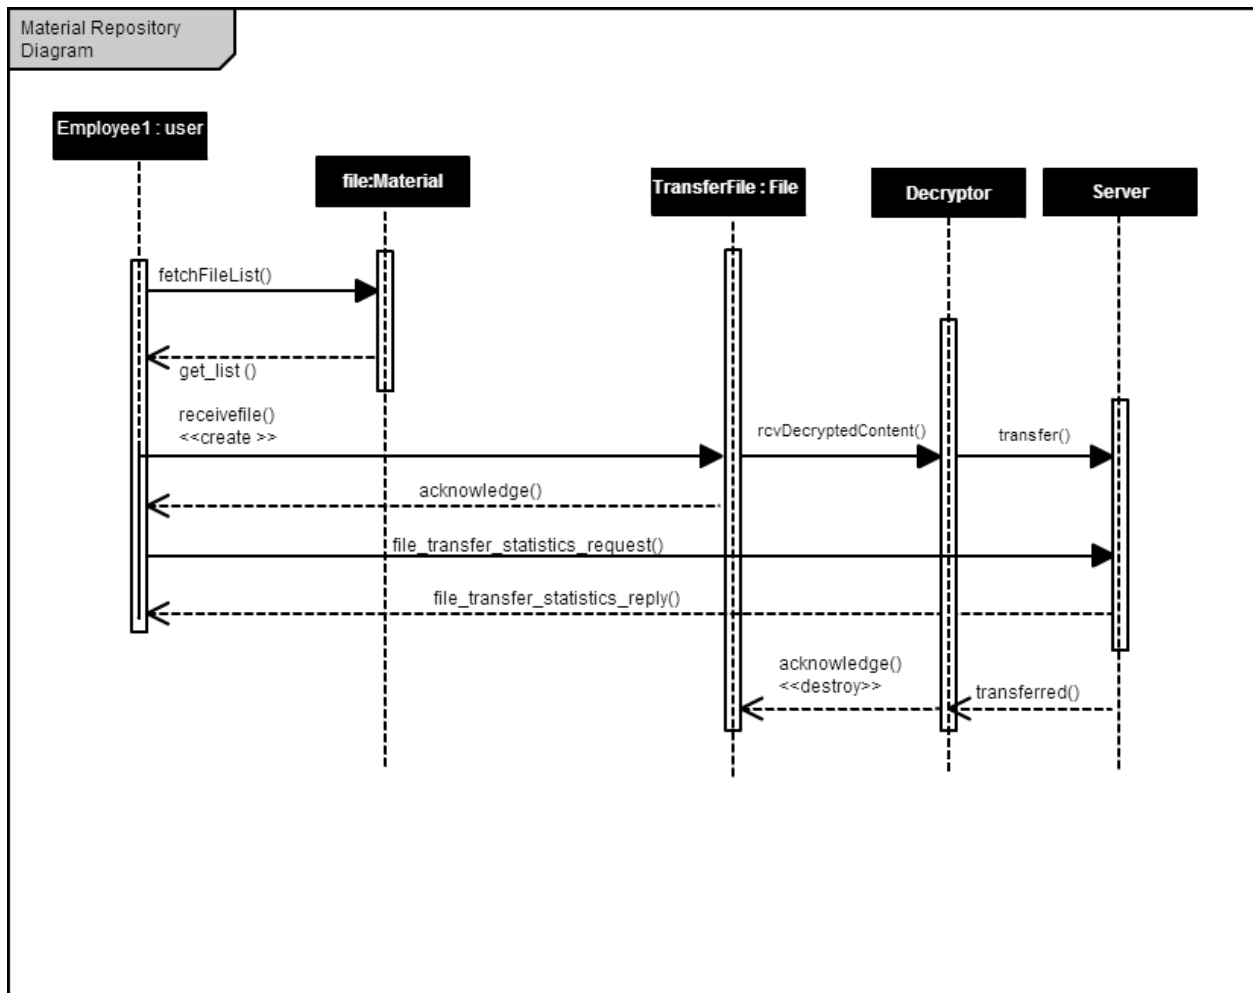 Material Repository
Diagram
Employee1 : user
file:Material
TransferFile : File
Decryptor
Server
fetchFileList()
get_list ()
receivefile()
<<create >>
rcvDecryptedContent()
transfer()
acknowledge()
file_transfer_statistics_request()
file_transfer_statistics_reply()
acknowledge()
<<destroy>>
transferred()